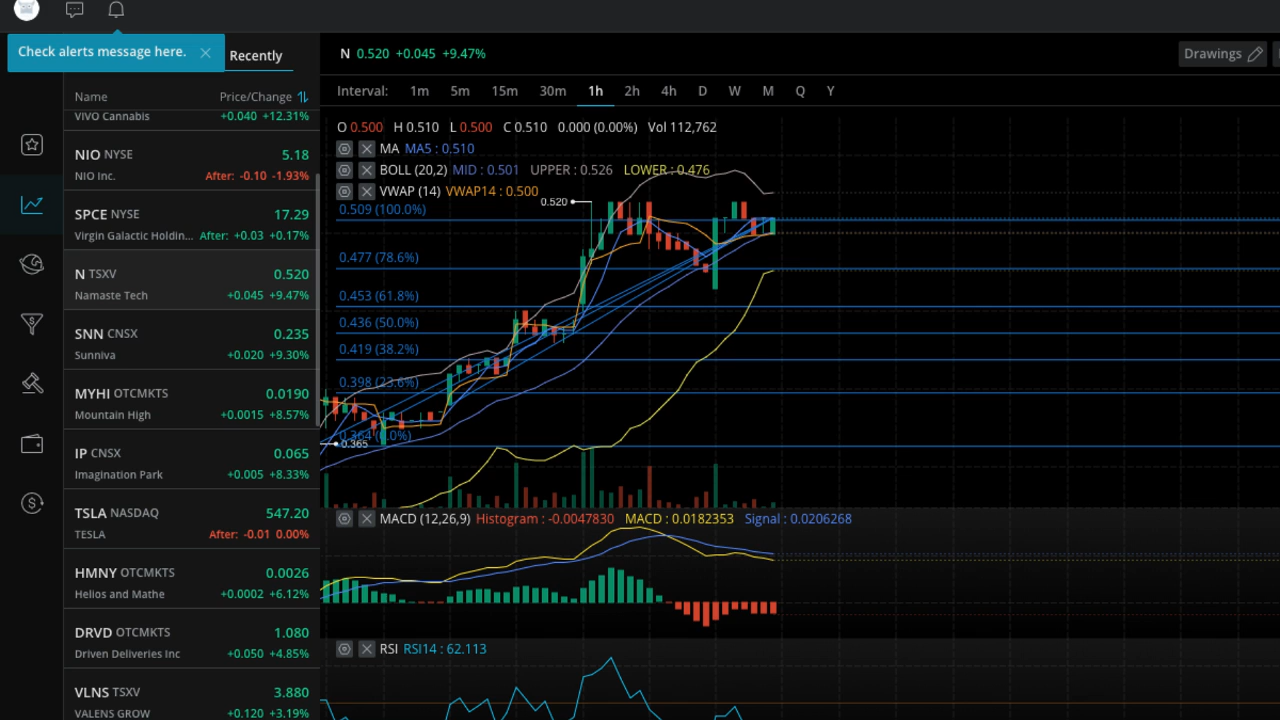 Check alerts message here.
Recently
Name Price/Change
VIVO Cannabis +0.040 +12.31%
NIO NYSE 5.18
NIO Inc. After: -0.10 -1.93%
SPCE NYSE 17.29
Virgin Galactic Holdin... After: +0.03 +0.17%
N TSXV 0.520
Namaste Tech +0.045 +9.47%
SNN CNSX 0.235
Sunniva +0.020 +9.30%
MYHI OTCMKTS 0.0190
Mountain High +0.0015 +8.57%
IP CNSX 0.065
Imagination Park +0.005 +8.33%
TSLA NASDAQ 547.20
TESLA After: -0.01 0.00%
HMNY OTCMKTS 0.0026
Helios and Mathe +0.0002 +6.12%
DRVD OTCMKTS 1.080
Driven Deliveries Inc +0.050 +4.85%
VLNS TSXV 3.880
VALENS GROW +0.120 +3.19%
N 0.520 +0.045 +9.47%
Drawings
Interval: 1m 5m 15m 30m 1h 2h 4h D W M Q Y
O 0.500 H 0.510 L 0.500 C 0.510 0.000 (0.00%) Vol 112,762
MA MA5 : 0.510
BOLL (20,2) MID : 0.501 UPPER : 0.526 LOWER : 0.476
VWAP (14) VWAP14 : 0.500
0.520
0.509 (100.0%)
0.477 (78.6%)
0.453 (61.8%)
0.436 (50.0%)
0.419 (38.2%)
0.398 (23.6%)
0.364 (0.0%)
0.365
MACD (12,26,9) Histogram : -0.0047830 MACD : 0.0182353 Signal : 0.0206268
RSI RSI14 : 62.113